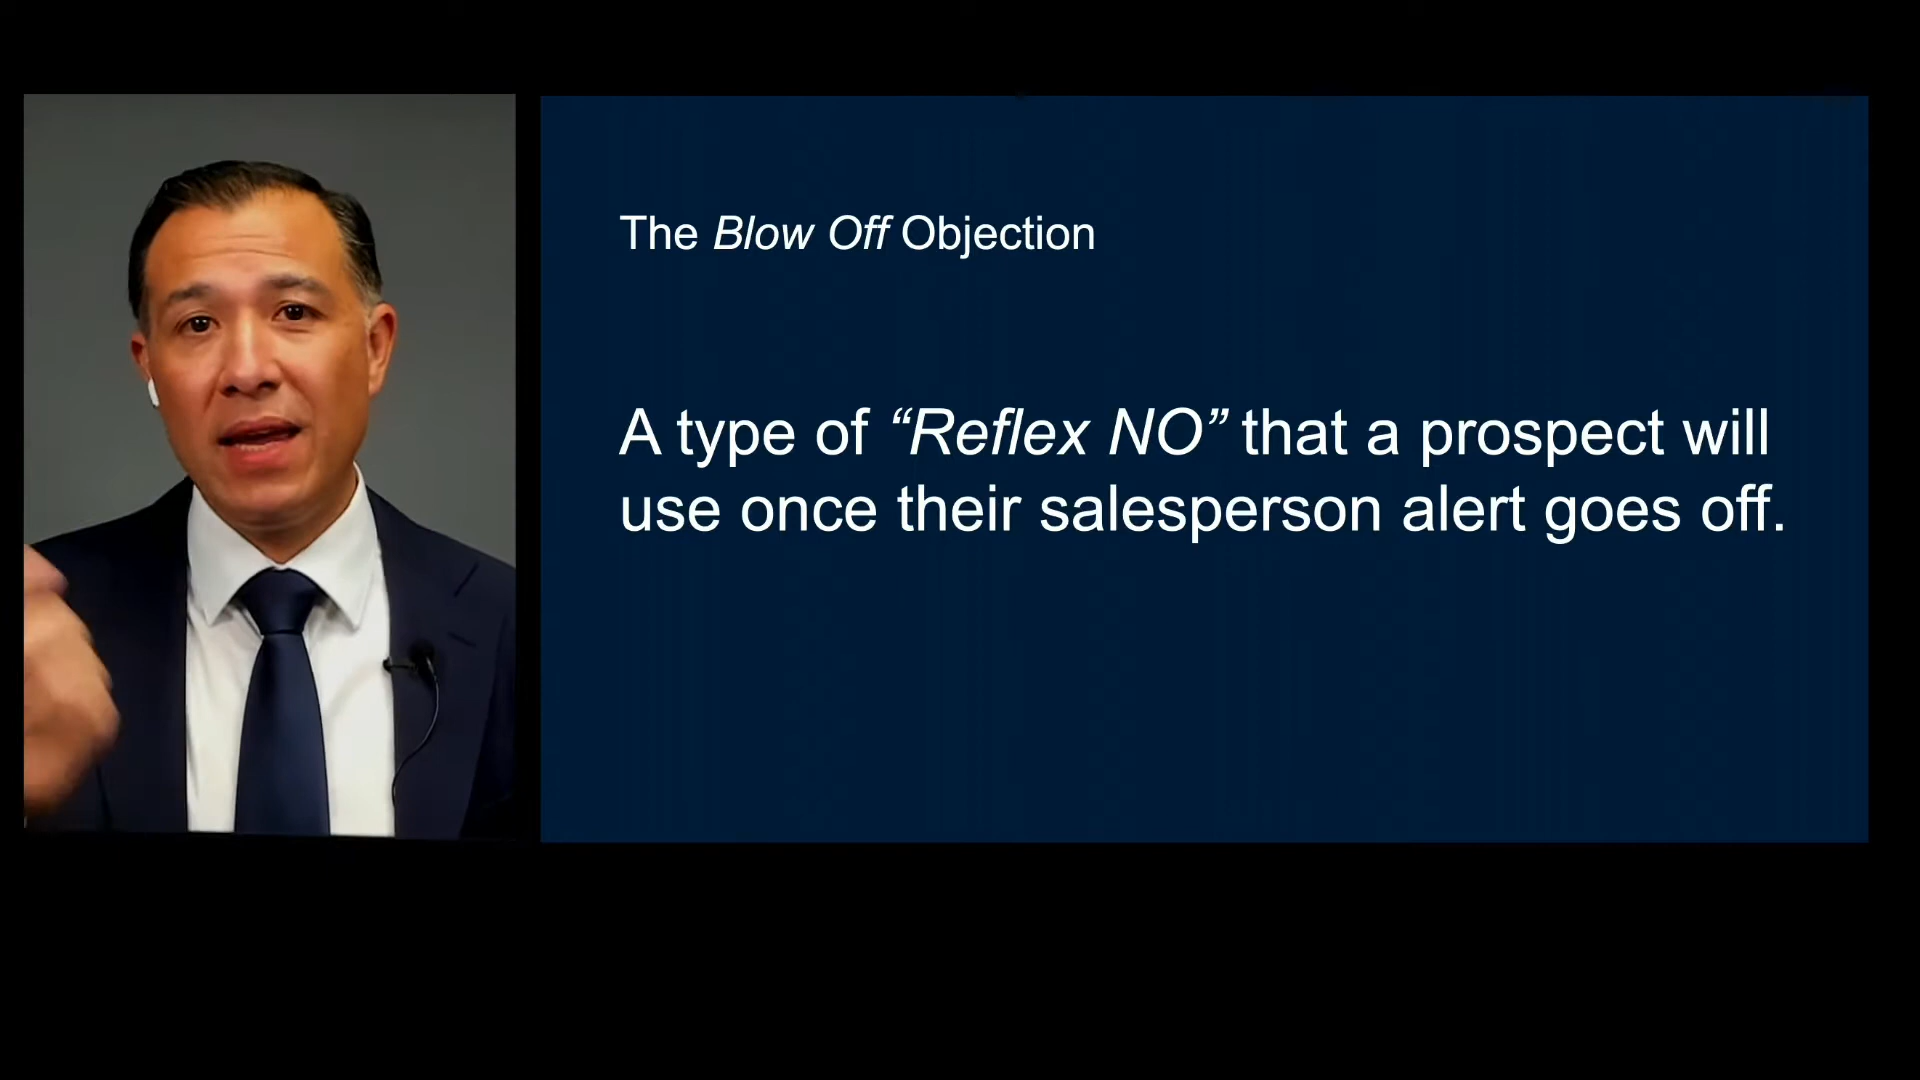 The Blow Off Objection
A type of “Reflex NO” that a prospect will
use once their salesperson alert goes off.